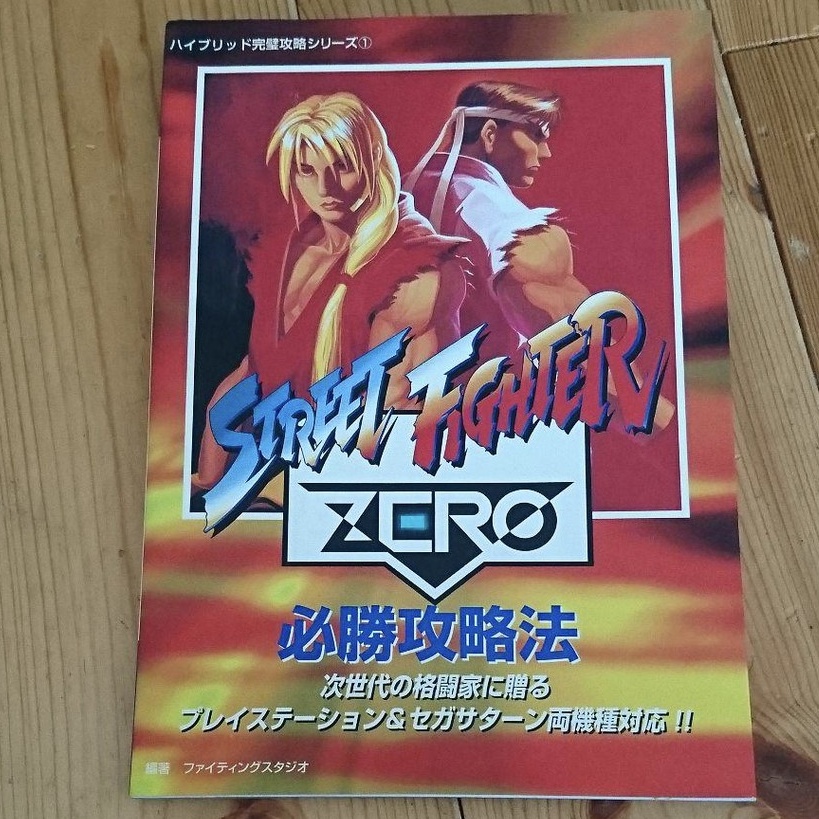 ハイブリッド完璧攻略シリーズ①
STREET FIGHTER
ZERO
必勝攻略法
次世代の格闘家に贈る
プレイステーション&セガサターン両機種対応!!
編著 ファイティングスタジオ